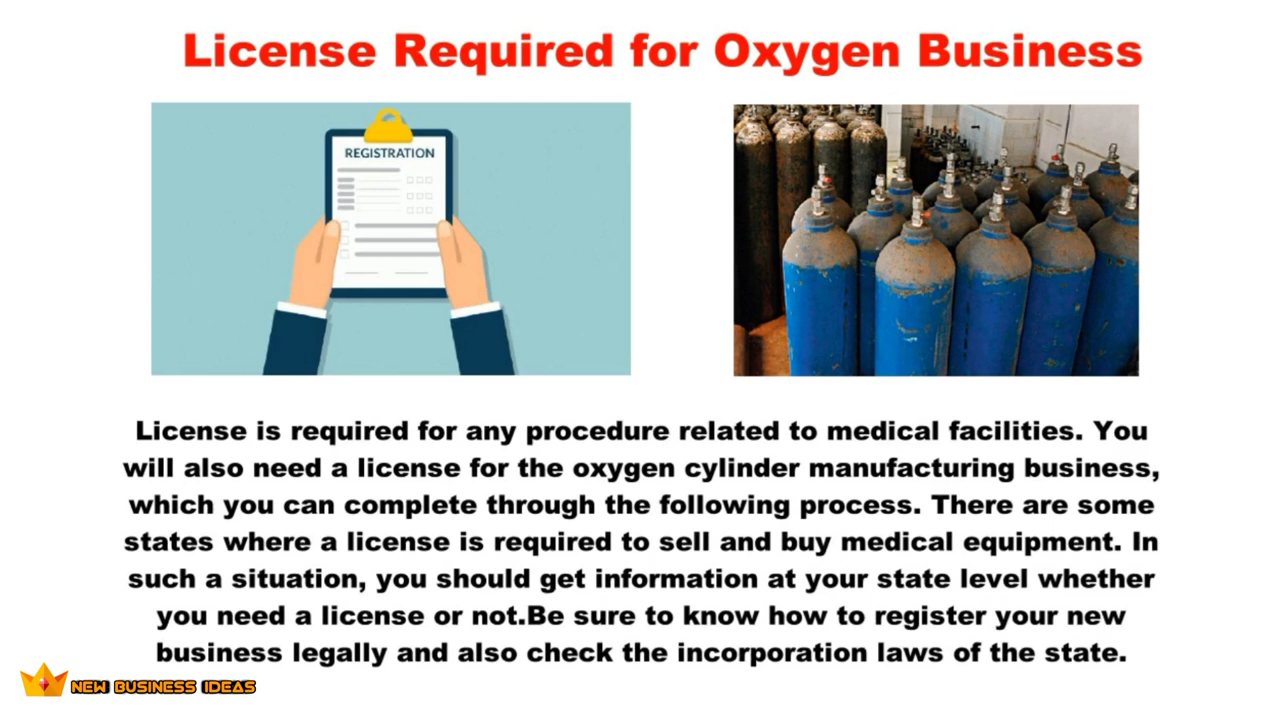 License Required for Oxygen Business
REGISTRATION
License is required for any procedure related to medical facilities. You
will also need a license for the oxygen cylinder manufacturing business,
which you can complete through the following process. There are some
states where a license is required to sell and buy medical equipment. In
such a situation, you should get information at your state level whether
you need a license or not.Be sure to know how to register your new
business legally and also check the incorporation laws of the state.
NEW BUSINESS IDEAS